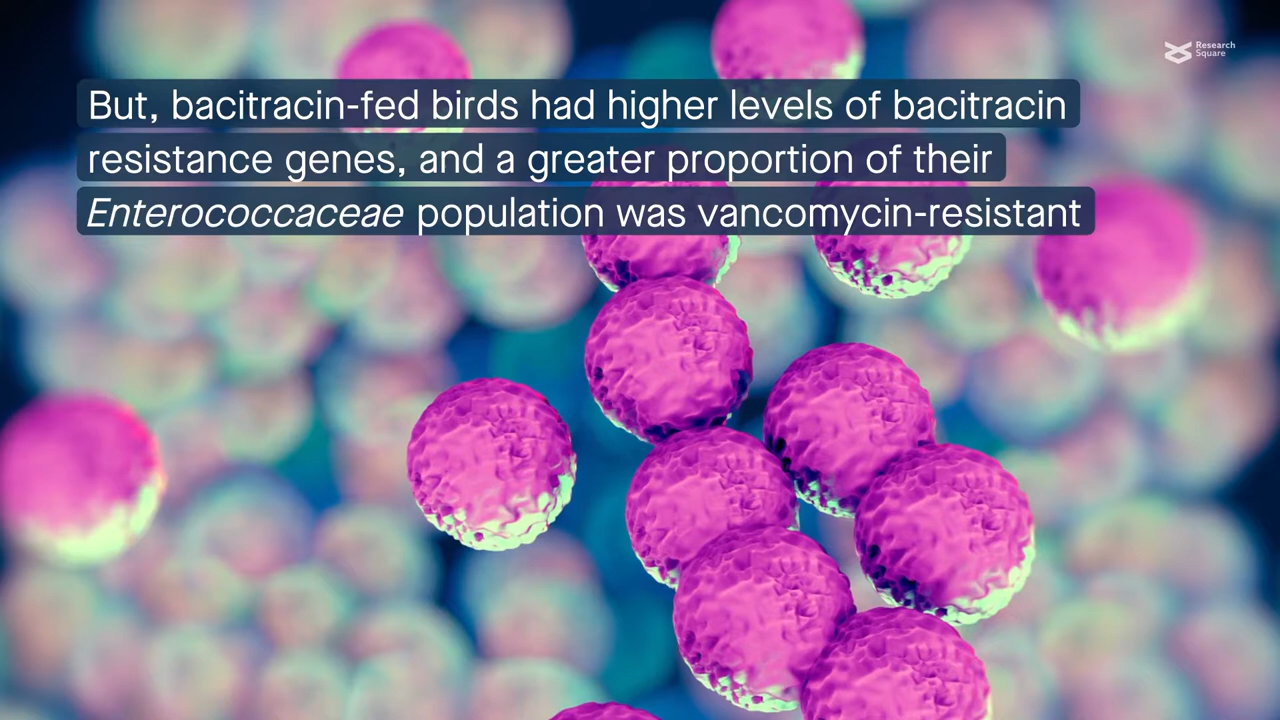 Research
Square
But, bacitracin-fed birds had higher levels of bacitracin
resistance genes, and a greater proportion of their
Enterococcaceae population was vancomycin-resistant